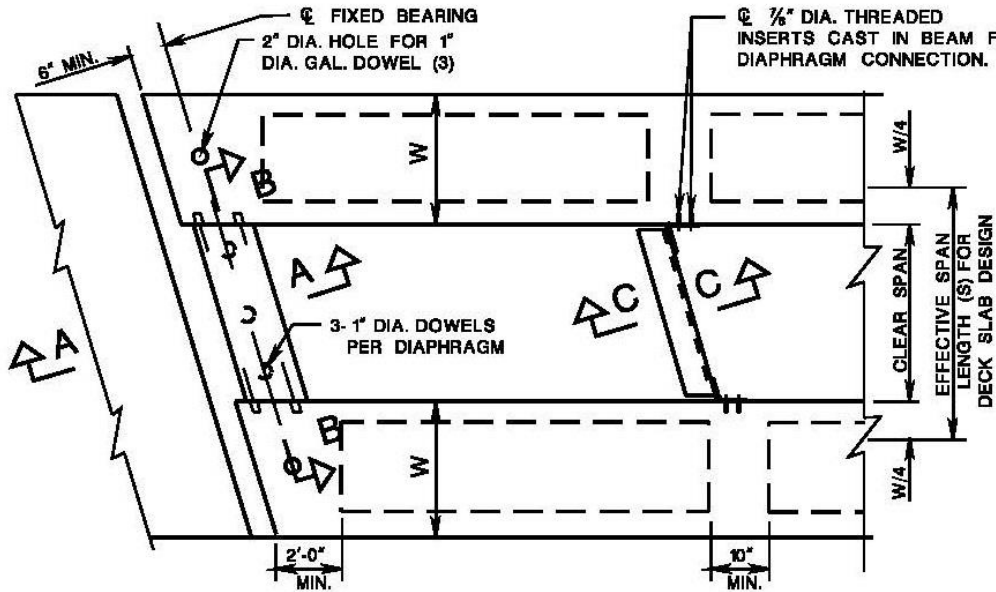 ℄ FIXED BEARING
2" DIA. HOLE FOR 1"
DIA. GAL. DOWEL (3)
℄ ⅞" DIA. THREADED
INSERTS CAST IN BEAM F
DIAPHRAGM CONNECTION.
6" MIN.
W
W/4
B
A
C
C
A
3- 1" DIA. DOWELS
PER DIAPHRAGM
CLEAR SPAN
EFFECTIVE SPAN
LENGTH (S) FOR
DECK SLAB DESIGN
B
W
W/4
2'-0"
MIN.
10"
MIN.